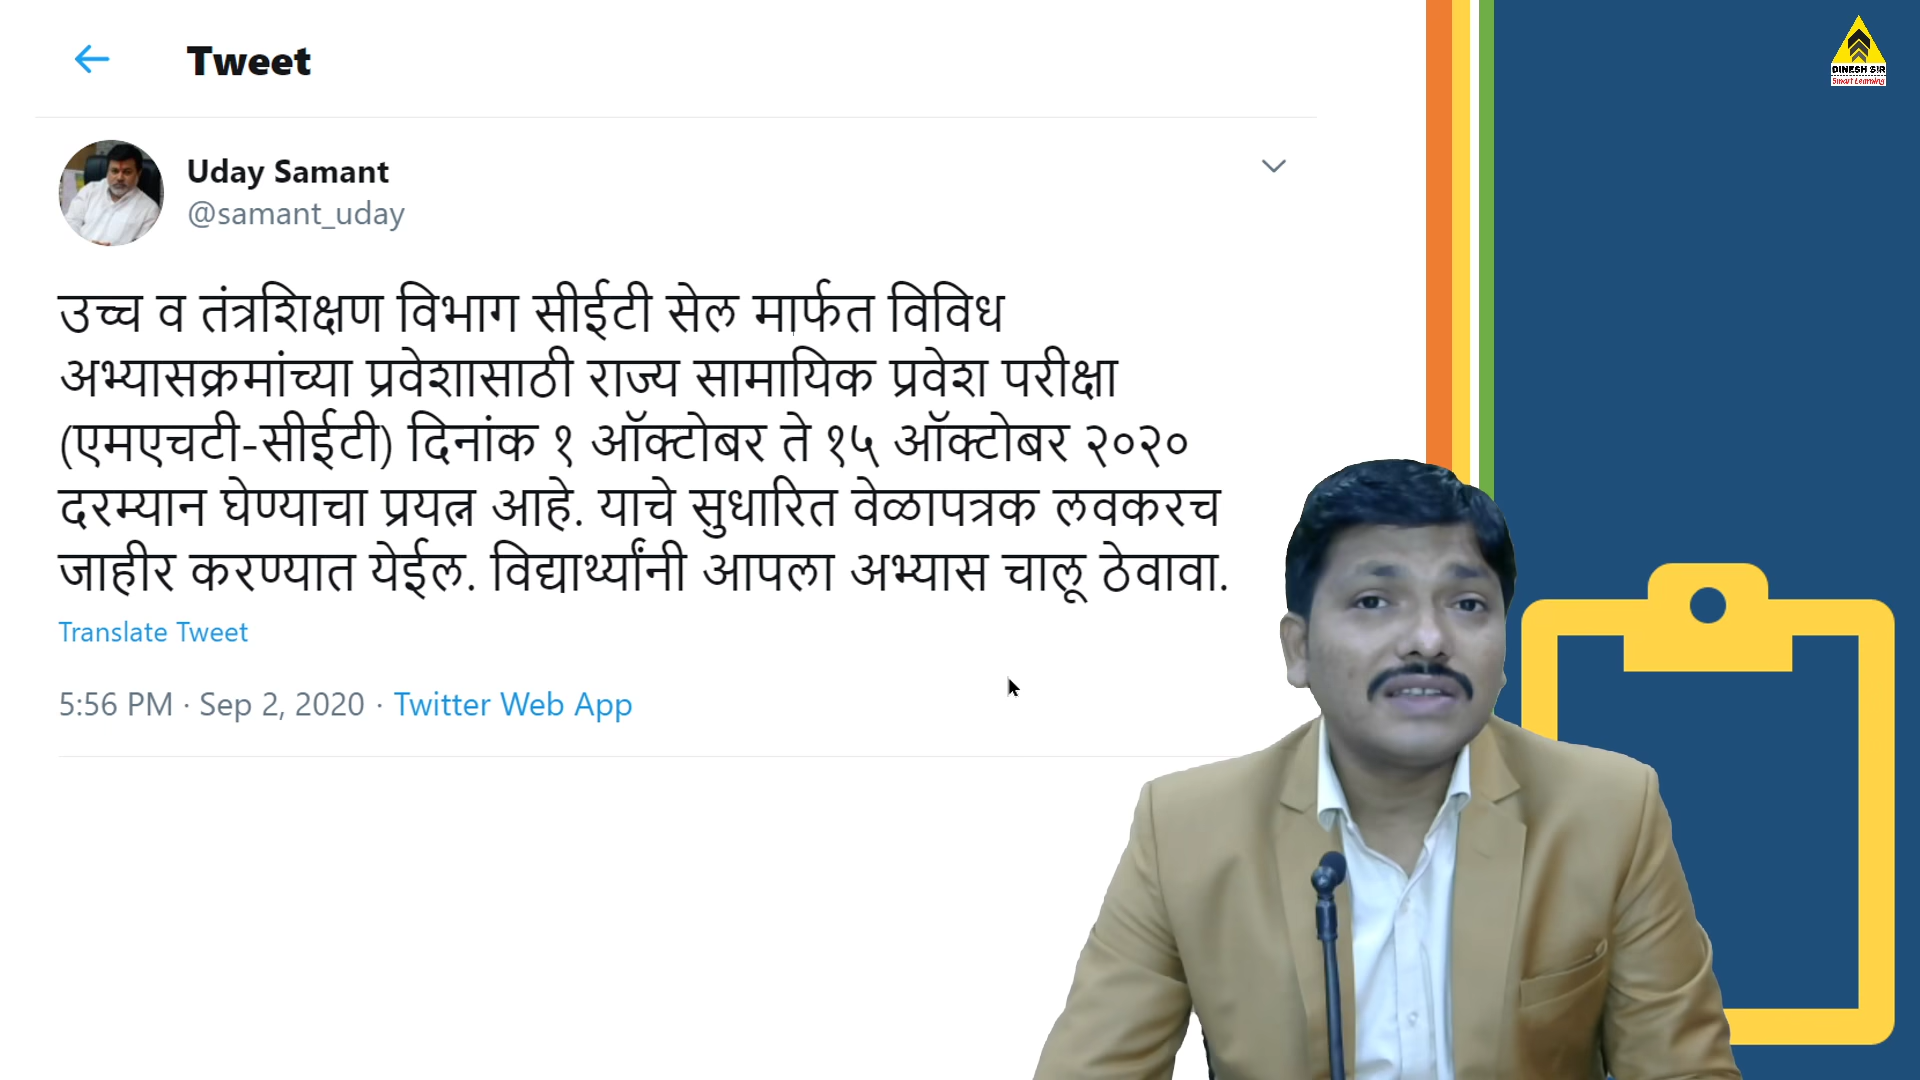 Tweet
DINESH SIR
Smart Learning
Uday Samant
@samant_uday
उच्च व तंत्रशिक्षण विभाग सीईटी सेल मार्फत विविध
अभ्यासक्रमांच्या प्रवेशासाठी राज्य सामायिक प्रवेश परीक्षा
(एमएचटी-सीईटी) दिनांक १ ऑक्टोबर ते १५ ऑक्टोबर २०२०
दरम्यान घेण्याचा प्रयत्न आहे. याचे सुधारित वेळापत्रक लवकरच
जाहीर करण्यात येईल. विद्यार्थ्यांनी आपला अभ्यास चालू ठेवावा.
Translate Tweet
5:56 PM · Sep 2, 2020 · Twitter Web App